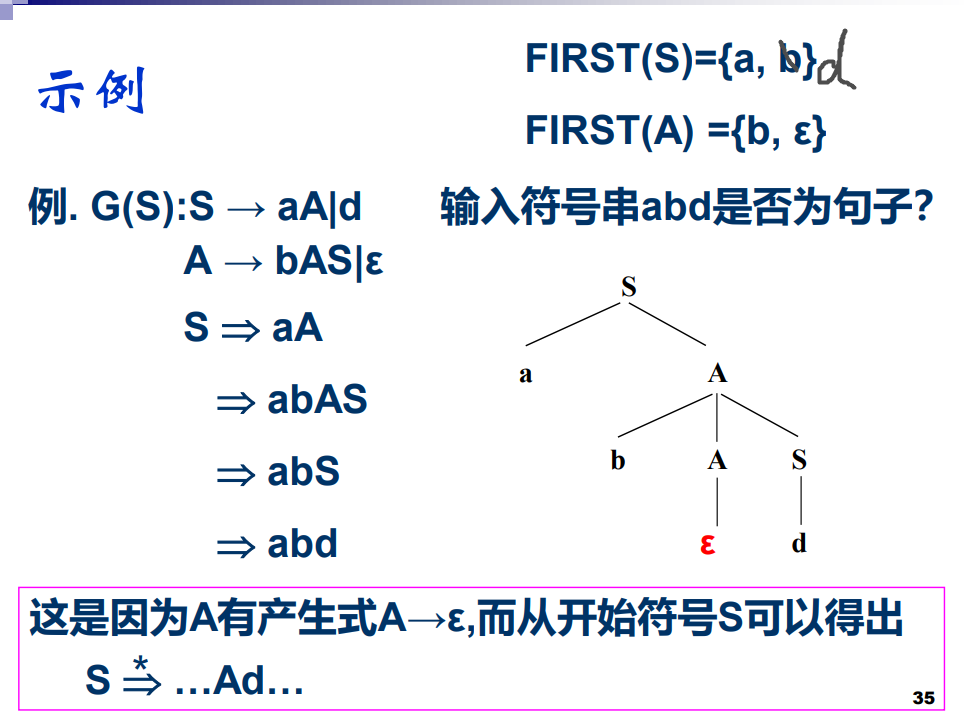 示例
FIRST(S)={a, b}d
FIRST(A) ={b, ε}
例. G(S):S → aA|d
A → bAS|ε
S ⇒ aA
⇒ abAS
⇒ abS
⇒ abd
输入符号串abd是否为句子？
S
a A
b A S
ε d
这是因为A有产生式A→ε,而从开始符号S可以得出
S ⇒* …Ad…
35